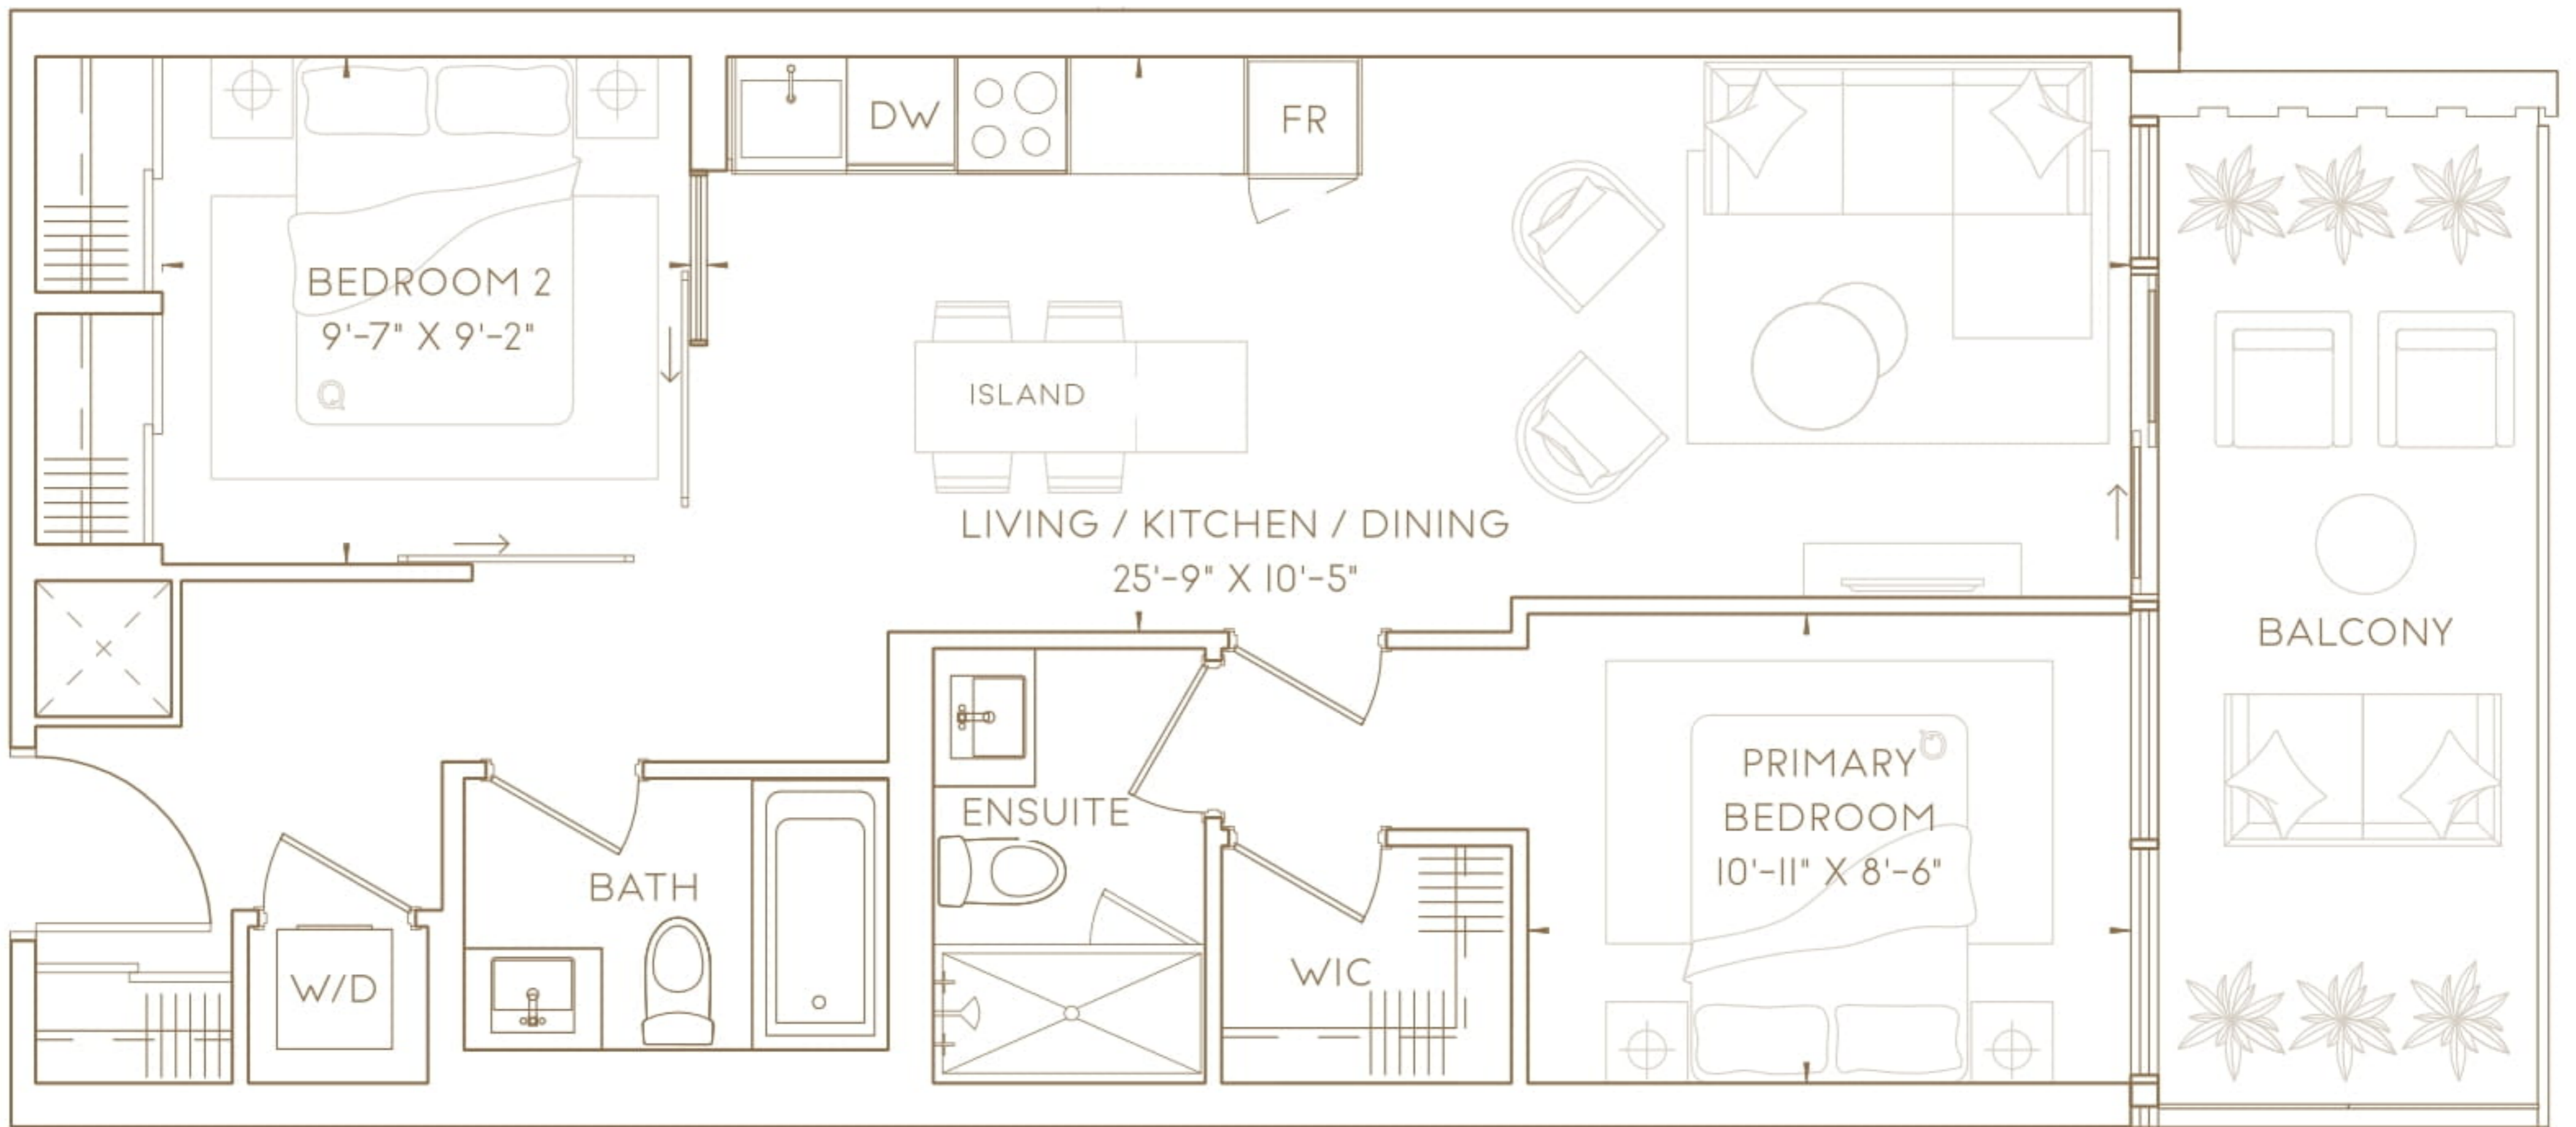 BEDROOM 2
9'-7" X 9'-2"
Q
DW
FR
ISLAND
LIVING / KITCHEN / DINING
25'-9" X 10'-5"
BALCONY
PRIMARY
BEDROOM
10'-11" X 8'-6"
Q
ENSUITE
BATH
WIC
W/D